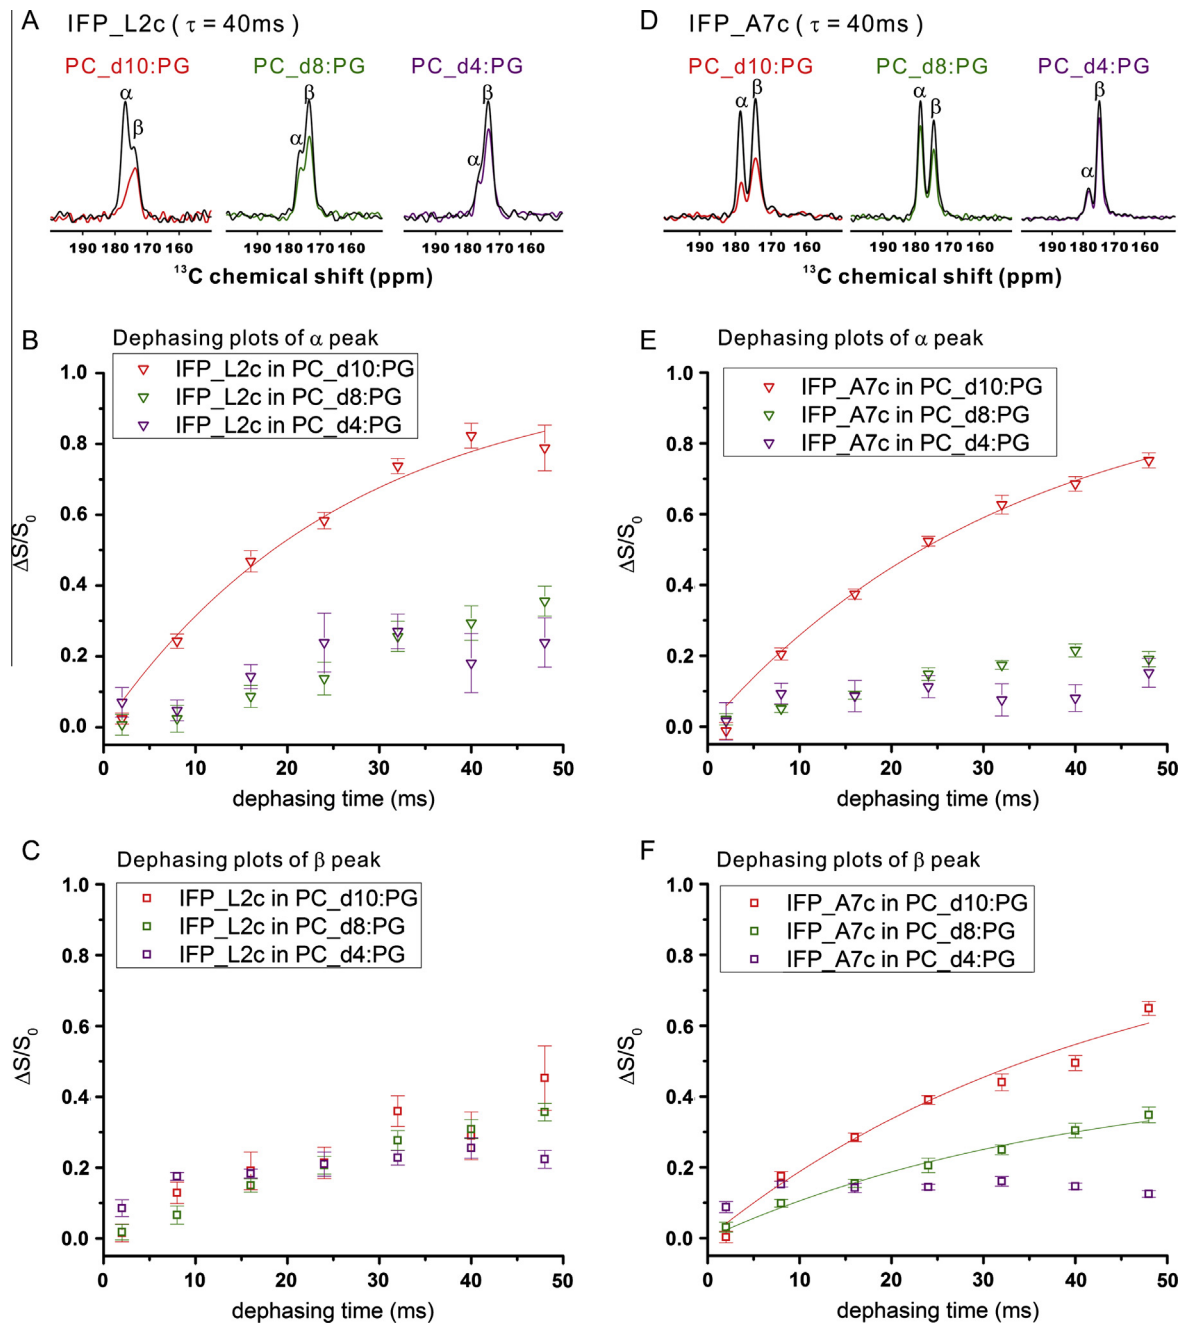 A IFP_L2c ( τ = 40ms )
PC_d10:PG PC_d8:PG PC_d4:PG
α β α β α β
190 180 170 160 190 180 170 160 190 180 170 160
¹³C chemical shift (ppm)
D IFP_A7c ( τ = 40ms )
PC_d10:PG PC_d8:PG PC_d4:PG
α β α β α β
190 180 170 160 190 180 170 160 190 180 170 160
¹³C chemical shift (ppm)
B Dephasing plots of α peak
IFP_L2c in PC_d10:PG
IFP_L2c in PC_d8:PG
IFP_L2c in PC_d4:PG
1.0
0.8
0.6
0.4
0.2
0.0
ΔS/S₀
0 10 20 30 40 50
dephasing time (ms)
E Dephasing plots of α peak
IFP_A7c in PC_d10:PG
IFP_A7c in PC_d8:PG
IFP_A7c in PC_d4:PG
1.0
0.8
0.6
0.4
0.2
0.0
ΔS/S₀
0 10 20 30 40 50
dephasing time (ms)
C Dephasing plots of β peak
IFP_L2c in PC_d10:PG
IFP_L2c in PC_d8:PG
IFP_L2c in PC_d4:PG
1.0
0.8
0.6
0.4
0.2
0.0
ΔS/S₀
0 10 20 30 40 50
dephasing time (ms)
F Dephasing plots of β peak
IFP_A7c in PC_d10:PG
IFP_A7c in PC_d8:PG
IFP_A7c in PC_d4:PG
1.0
0.8
0.6
0.4
0.2
0.0
ΔS/S₀
0 10 20 30 40 50
dephasing time (ms)